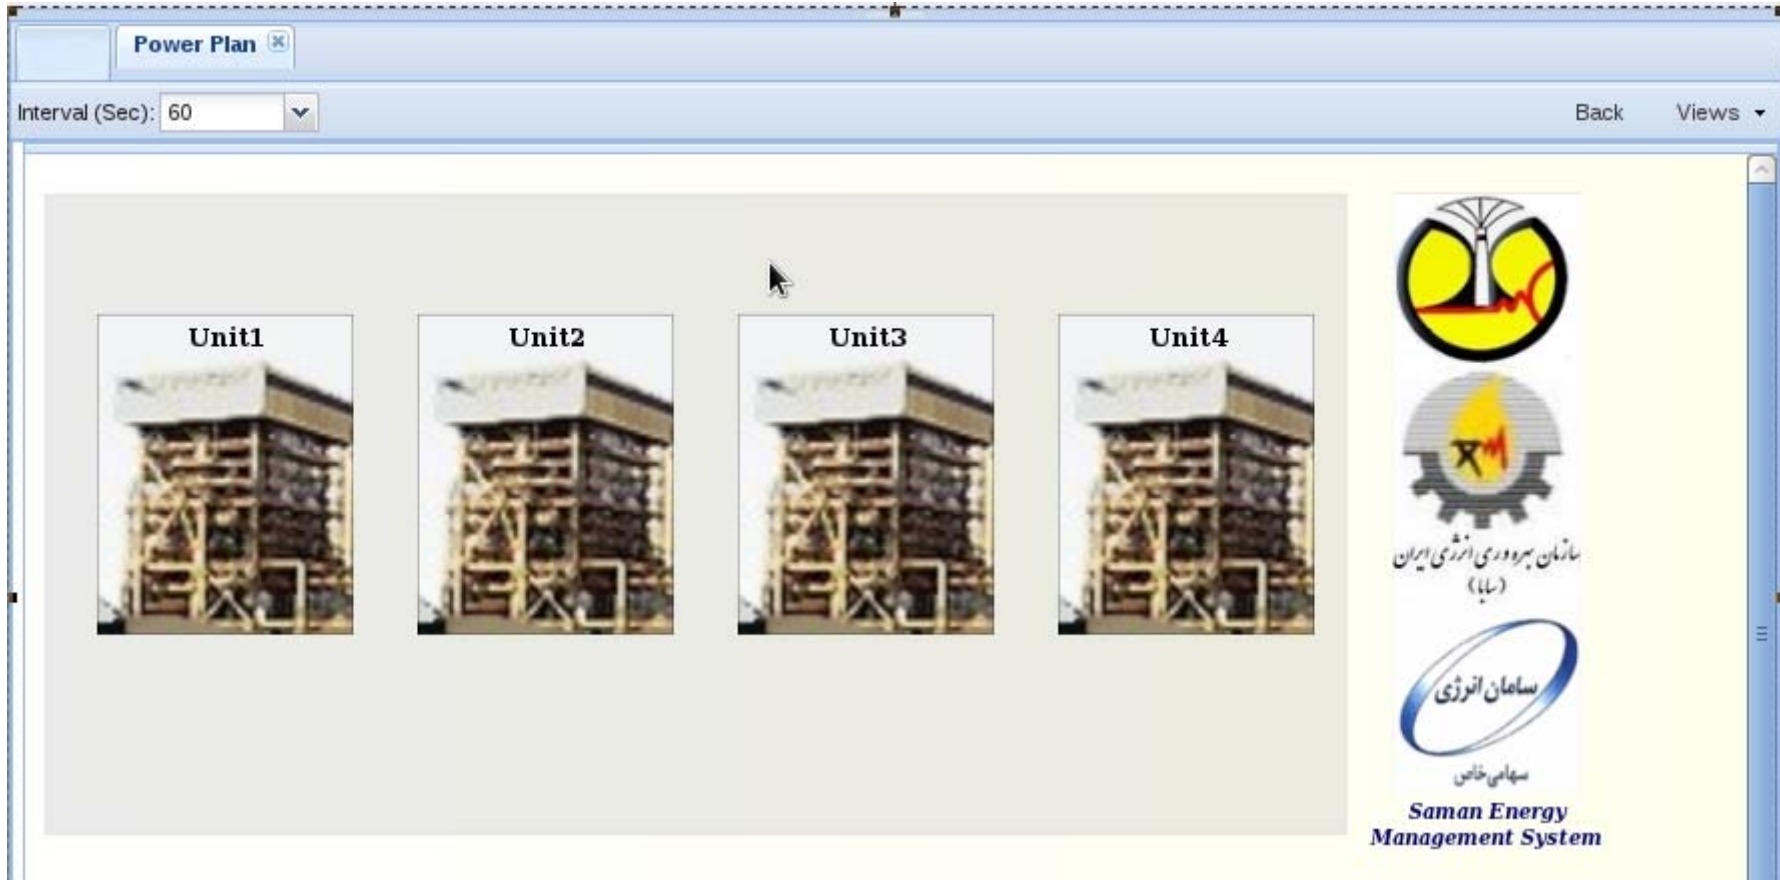 Power Plan
Interval (Sec): 60
Back
Views
Unit1
Unit2
Unit3
Unit4
سازمان بهره وری انرژی ایران
(سابا)
سامان انرژی
سهامی خاص
Saman Energy
Management System